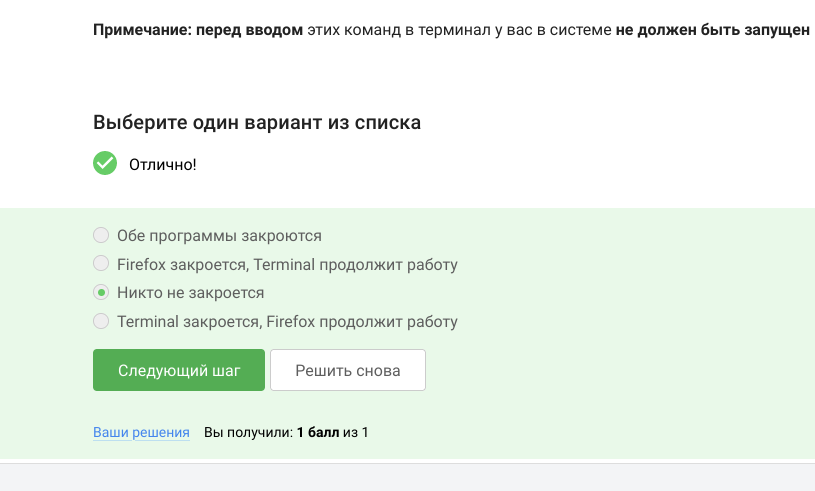 Примечание: перед вводом этих команд в терминал у вас в системе не должен быть запущен
Выберите один вариант из списка
Отлично!
Обе программы закроются
Firefox закроется, Terminal продолжит работу
Никто не закроется
Terminal закроется, Firefox продолжит работу
Следующий шаг Решить снова
Ваши решения Вы получили: 1 балл из 1